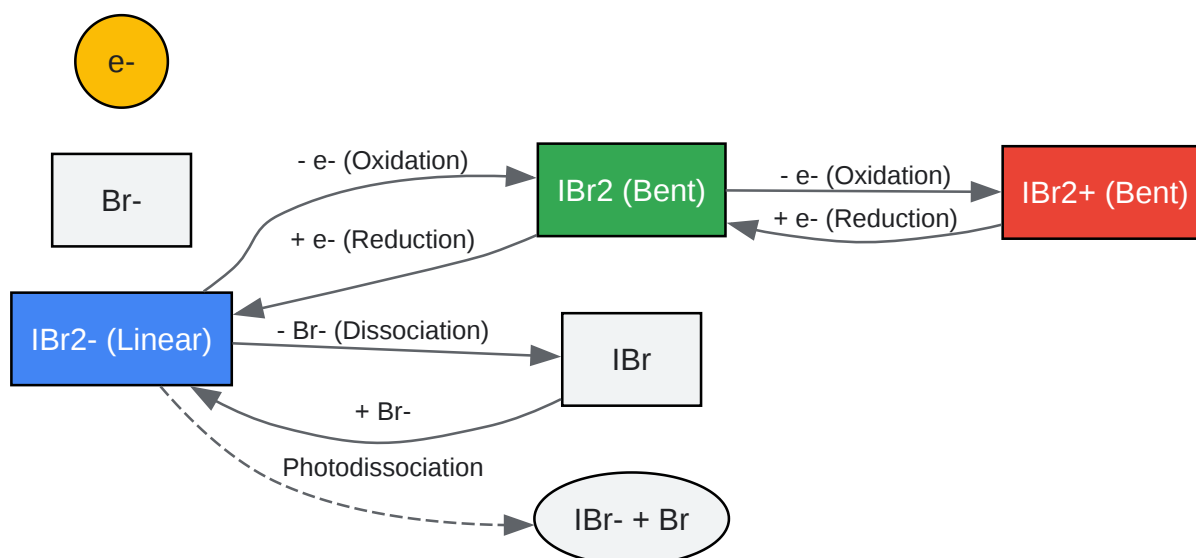 e-
Br-
- e- (Oxidation)
IBr2 (Bent)
- e- (Oxidation)
IBr2+ (Bent)
+ e- (Reduction)
+ e- (Reduction)
IBr2- (Linear)
- Br- (Dissociation)
IBr
+ Br-
Photodissociation
IBr- + Br